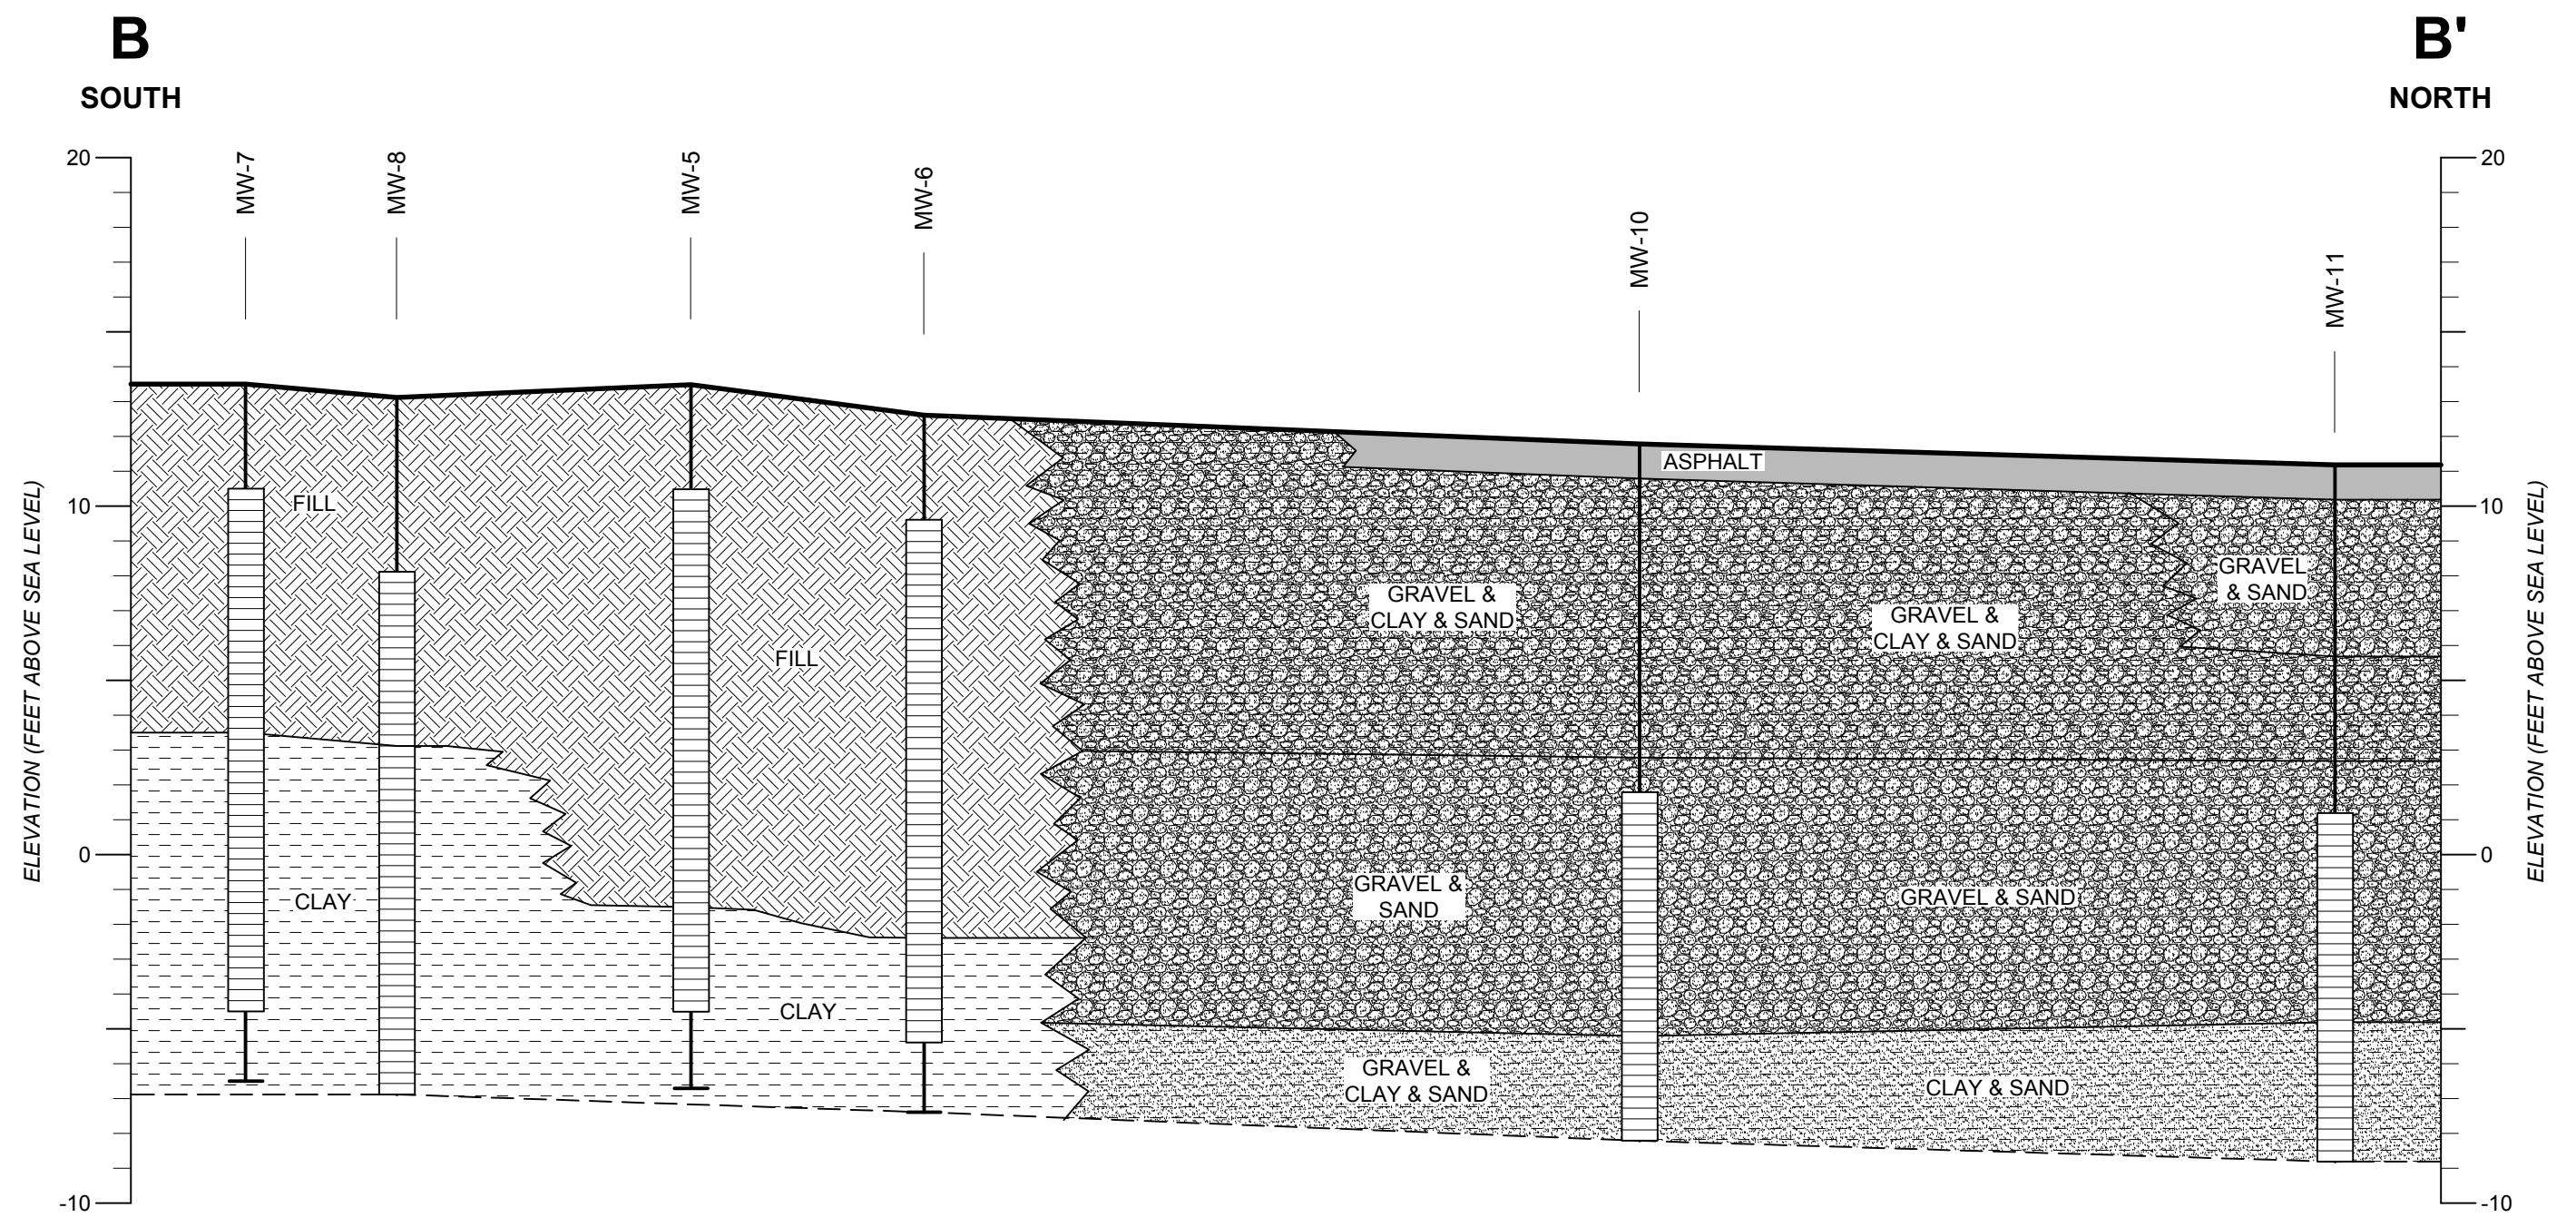 B
B'
SOUTH
NORTH
20
MW-7
MW-8
MW-5
MW-6
MW-10
MW-11
20
ASPHALT
FILL
10
10
GRAVEL
& SAND
GRAVEL &
CLAY & SAND
GRAVEL &
CLAY & SAND
FILL
ELEVATION (FEET ABOVE SEA LEVEL)
ELEVATION (FEET ABOVE SEA LEVEL)
0
0
CLAY
GRAVEL &
SAND
GRAVEL & SAND
CLAY
GRAVEL &
CLAY & SAND
CLAY & SAND
-10
-10